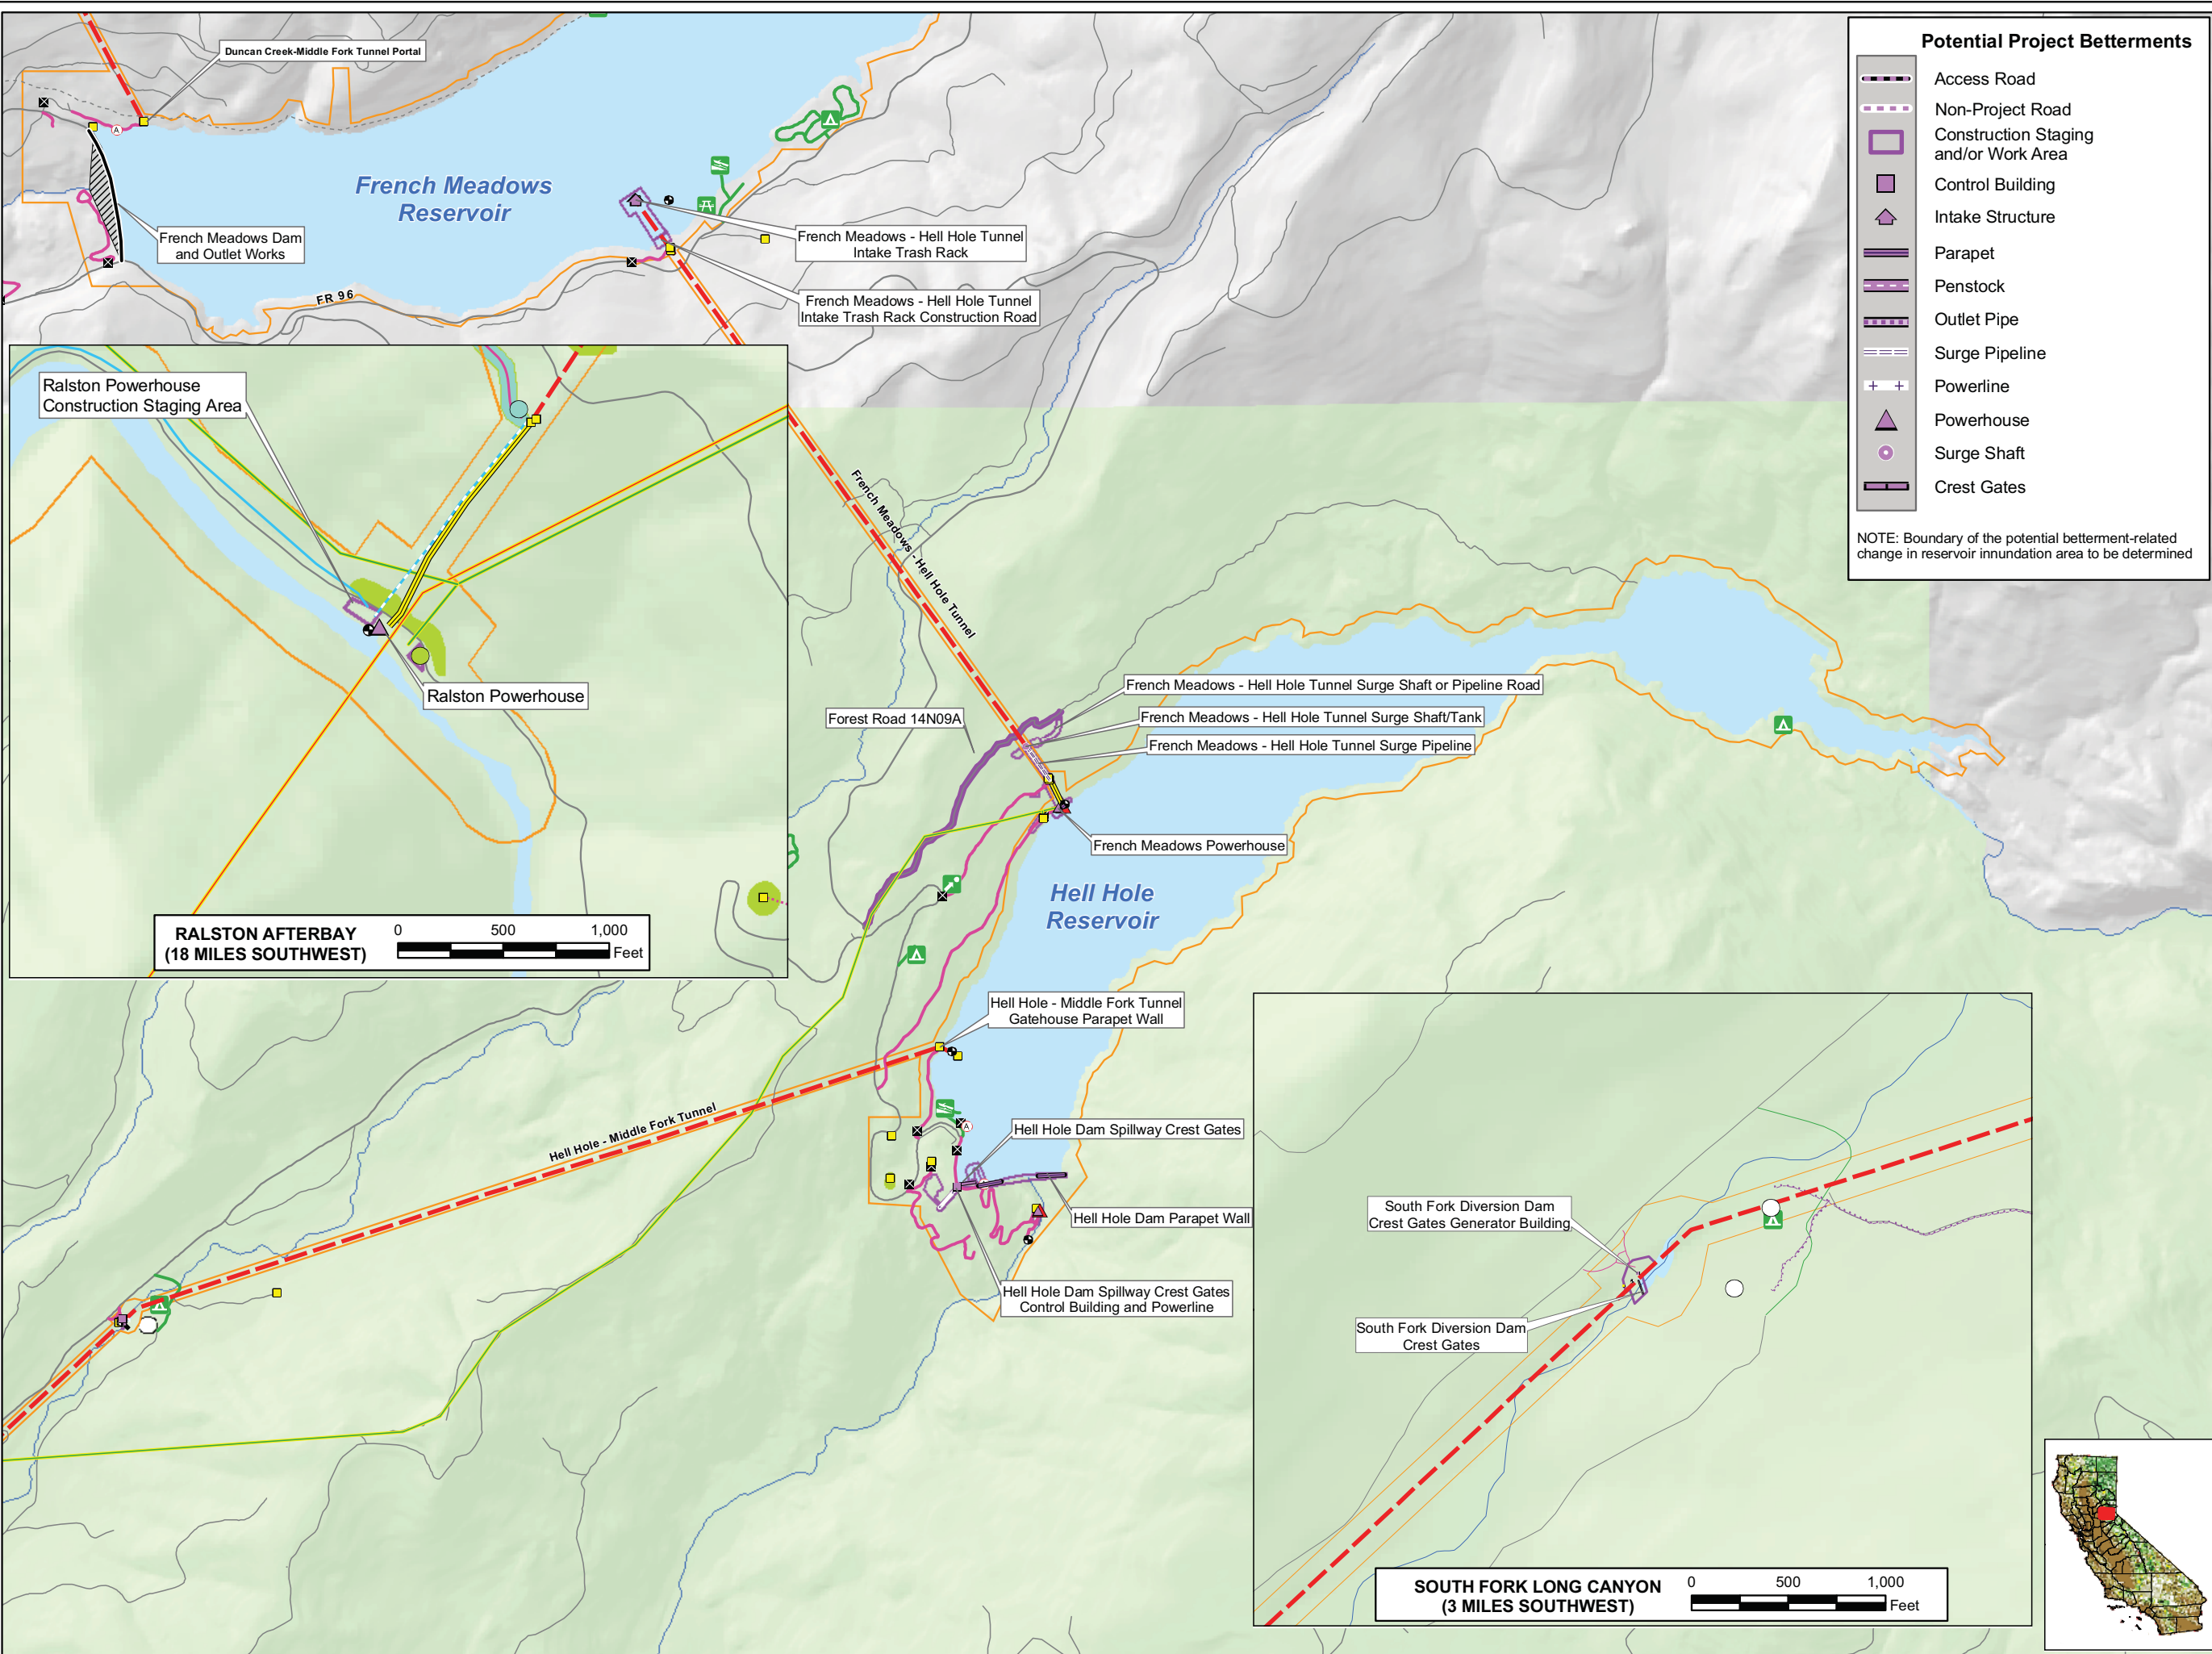 Duncan Creek-Middle Fork Tunnel Portal
A
French Meadows
Reservoir
French Meadows Dam
and Outlet Works
FR 96
French Meadows - Hell Hole Tunnel
Intake Trash Rack
French Meadows - Hell Hole Tunnel
Intake Trash Rack Construction Road
Potential Project Betterments
Access Road
Non-Project Road
Construction Staging
and/or Work Area
Control Building
Intake Structure
Parapet
Penstock
Outlet Pipe
Surge Pipeline
Powerline
Powerhouse
Surge Shaft
Crest Gates
NOTE: Boundary of the potential betterment-related
change in reservoir innundation area to be determined
Ralston Powerhouse
Construction Staging Area
Ralston Powerhouse
RALSTON AFTERBAY
(18 MILES SOUTHWEST)
0 500 1,000
Feet
French Meadows - Hell Hole Tunnel
French Meadows - Hell Hole Tunnel Surge Shaft or Pipeline Road
Forest Road 14N09A
French Meadows - Hell Hole Tunnel Surge Shaft/Tank
French Meadows - Hell Hole Tunnel Surge Pipeline
French Meadows Powerhouse
Hell Hole
Reservoir
Hell Hole - Middle Fork Tunnel
Gatehouse Parapet Wall
Hell Hole - Middle Fork Tunnel
A
Hell Hole Dam Spillway Crest Gates
Hell Hole Dam Parapet Wall
Hell Hole Dam Spillway Crest Gates
Control Building and Powerline
South Fork Diversion Dam
Crest Gates Generator Building
South Fork Diversion Dam
Crest Gates
SOUTH FORK LONG CANYON
(3 MILES SOUTHWEST)
0 500 1,000
Feet